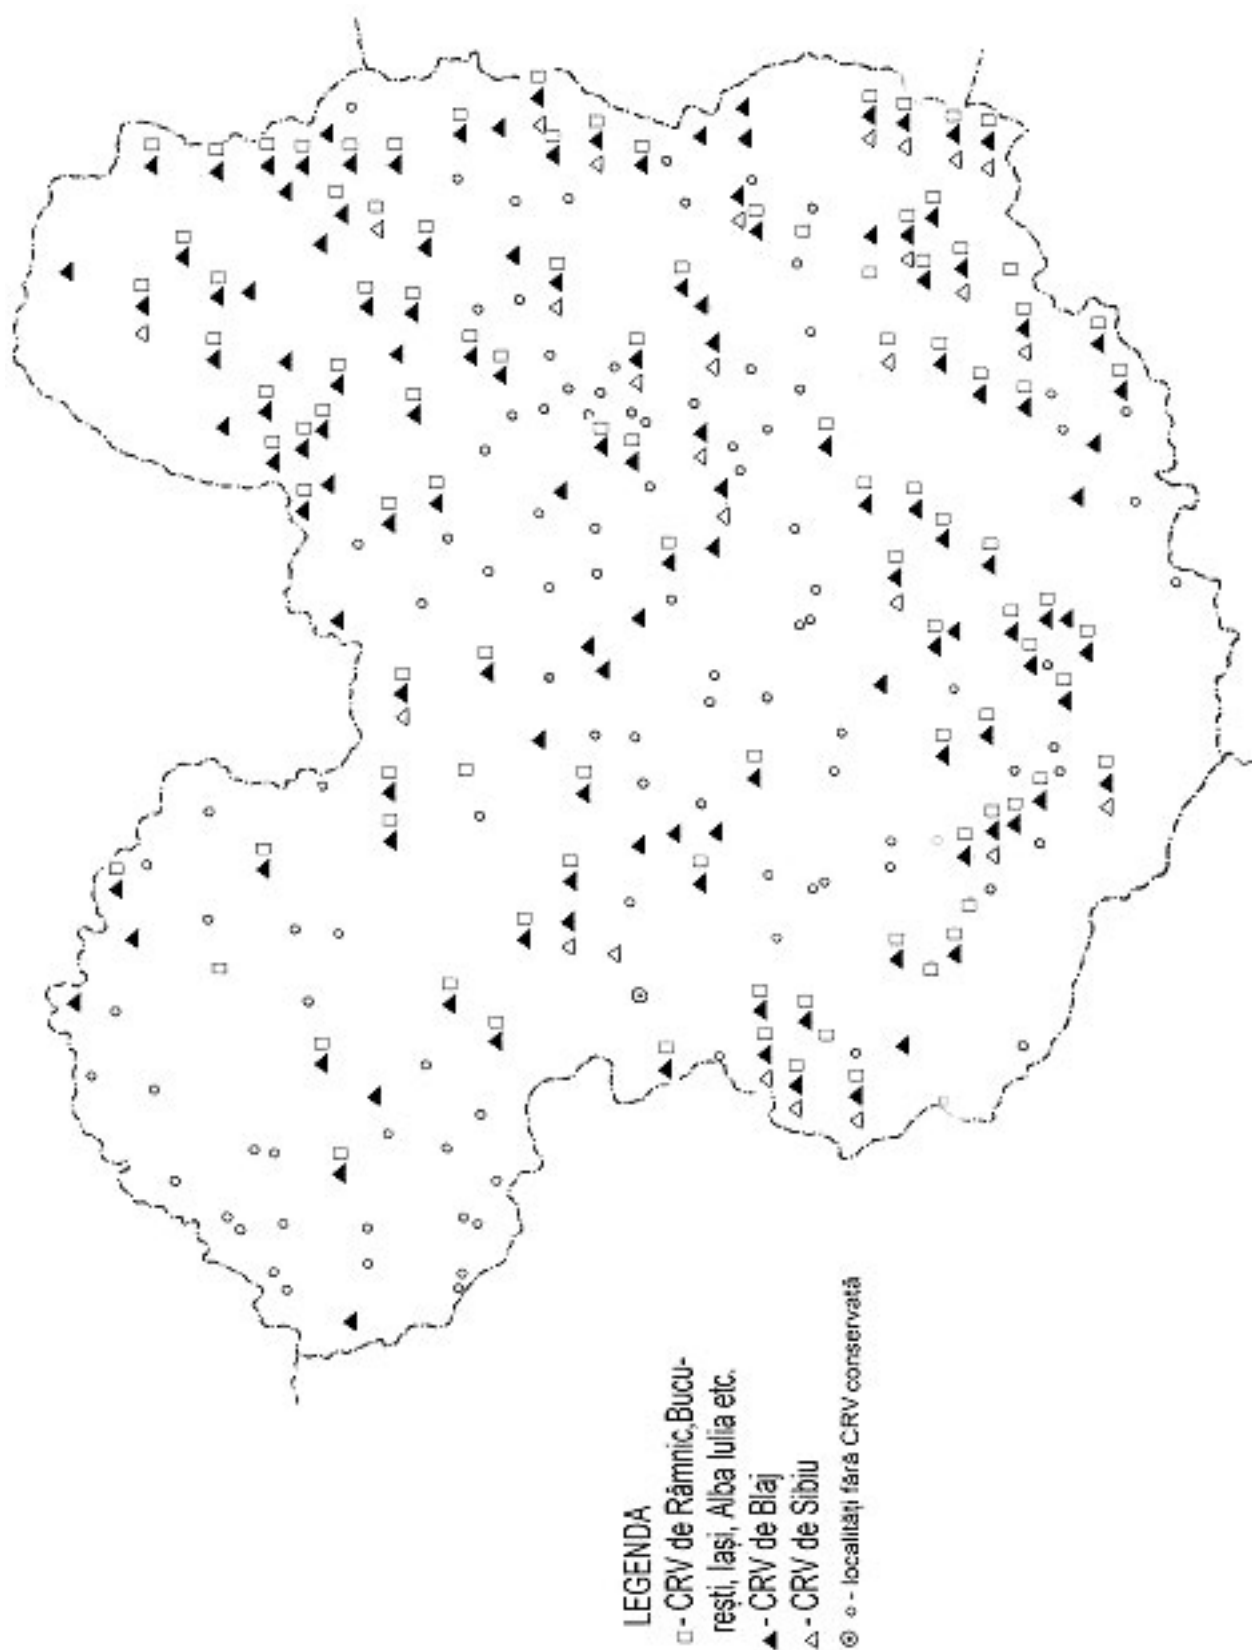 ?
LEGENDA
□ - CRV de Râmnic,Bucu-
rești, Iași, Alba Iulia etc.
▲ - CRV de Blaj
△ - CRV de Sibiu
◉ ○ - localități fără CRV conservată